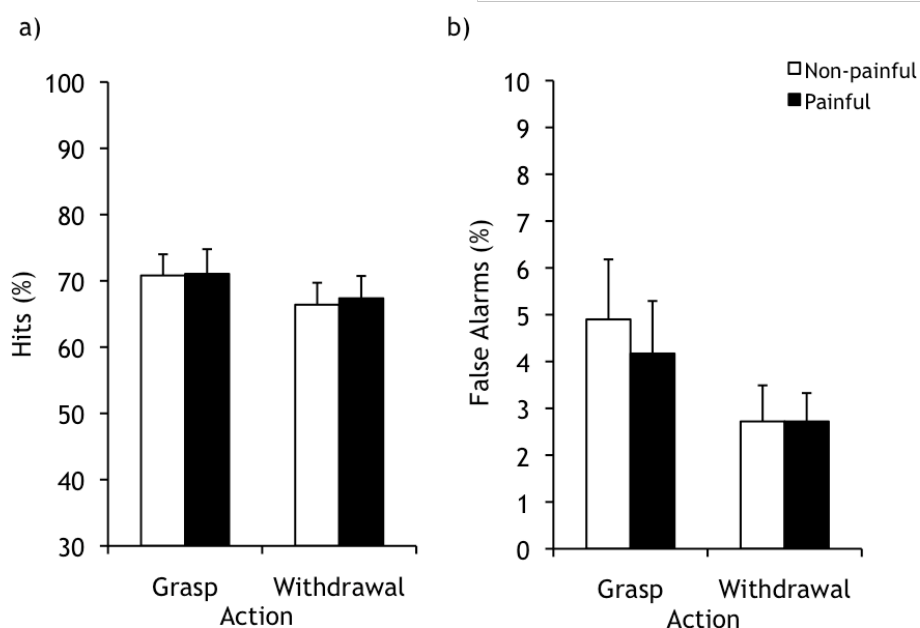 a)
Hits (%)
100
90
80
70
60
50
40
30
Grasp
Withdrawal
Action
b)
Non-painful
Painful
False Alarms (%)
10
9
8
7
6
5
4
3
2
1
0
Grasp
Withdrawal
Action